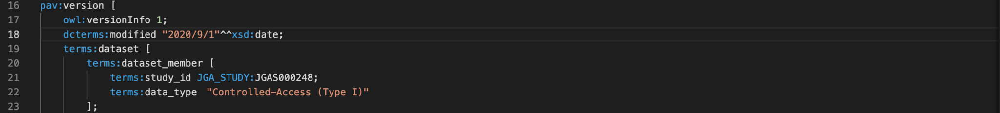 16 pav:version [
17 owl:versionInfo 1;
18 dcterms:modified "2020/9/1"^^xsd:date;
19 terms:dataset [
20 terms:dataset_member [
21 terms:study_id JGA_STUDY:JGAS000248;
22 terms:data_type "Controlled-Access (Type I)"
23 ];